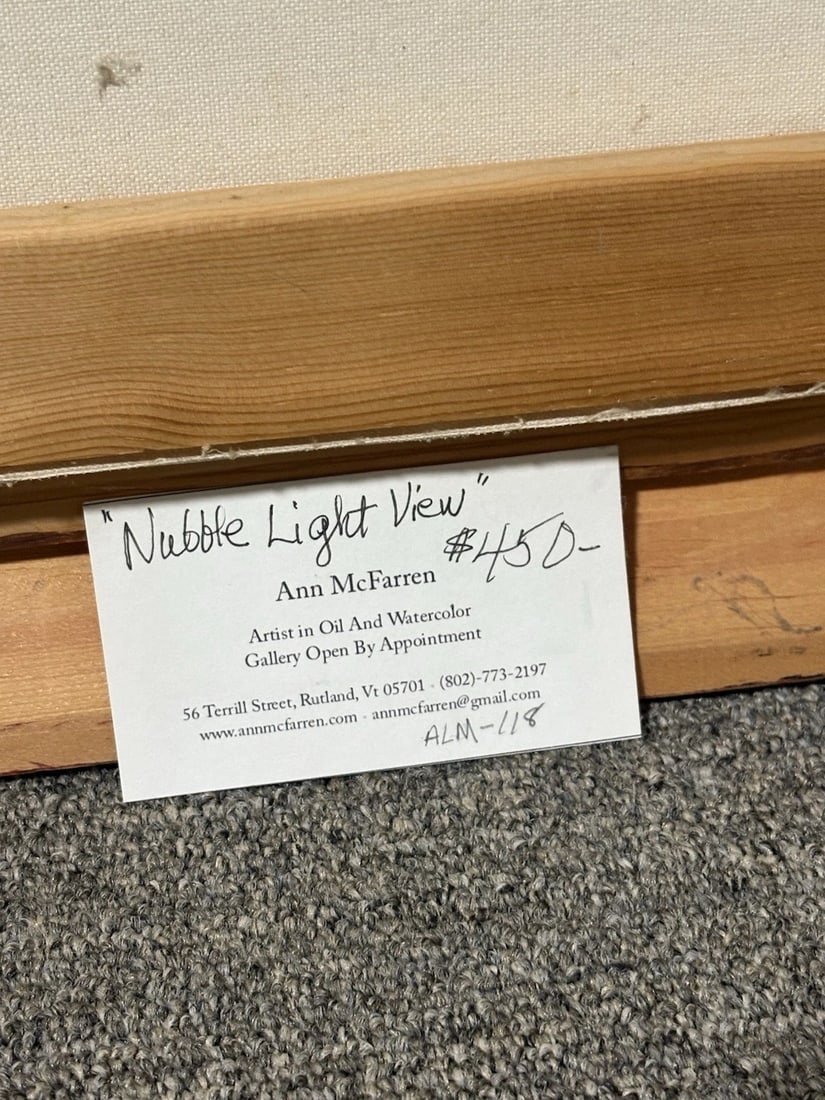 "Nubble Light View"
$450-
Ann McFarren
Artist in Oil And Watercolor
Gallery Open By Appointment
56 Terrill Street, Rutland, Vt 05701 · (802)-773-2197
www.annmcfarren.com · annmcfarren@gmail.com
ALM-118